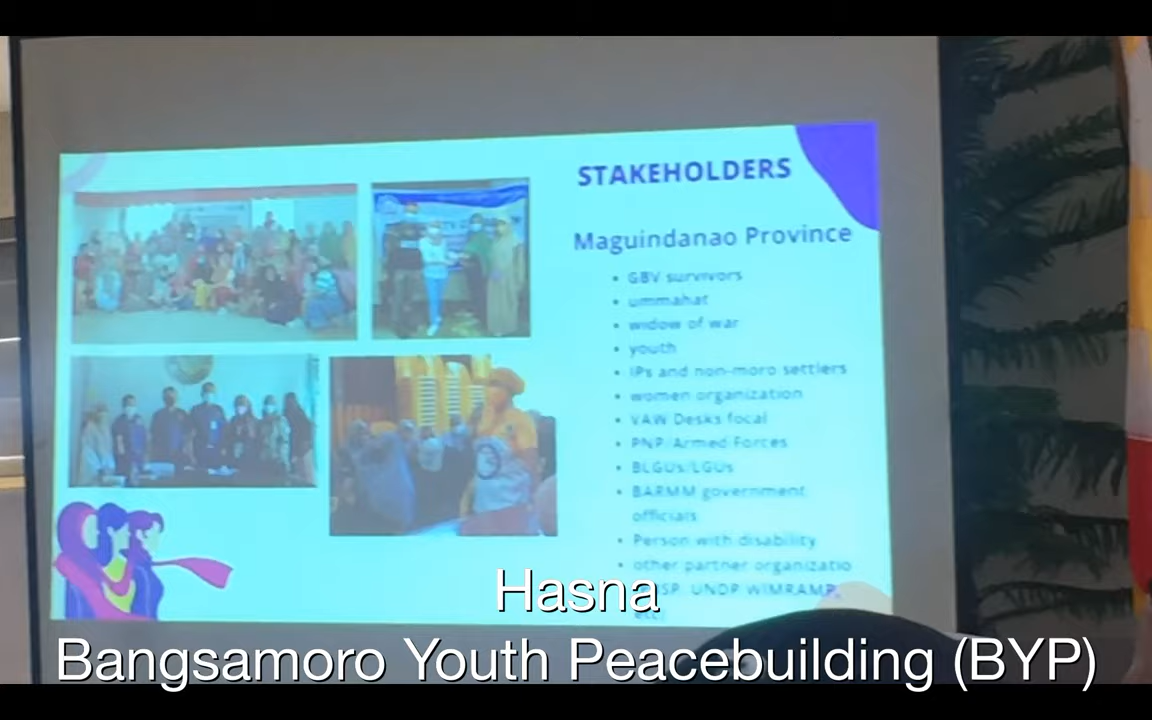 STAKEHOLDERS
Maguindanao Province
• GBV survivors
• ummahat
• widow of war
• youth
• IPs and non-moro settlers
• women organization
• VAW Desks focal
• PNP/Armed Forces
• BLGUs/LGUs
• BARMM government
officials
• Person with disability
• other partner organizatio
UNDP WIMRAMP,
etc.
Hasna
Bangsamoro Youth Peacebuilding (BYP)